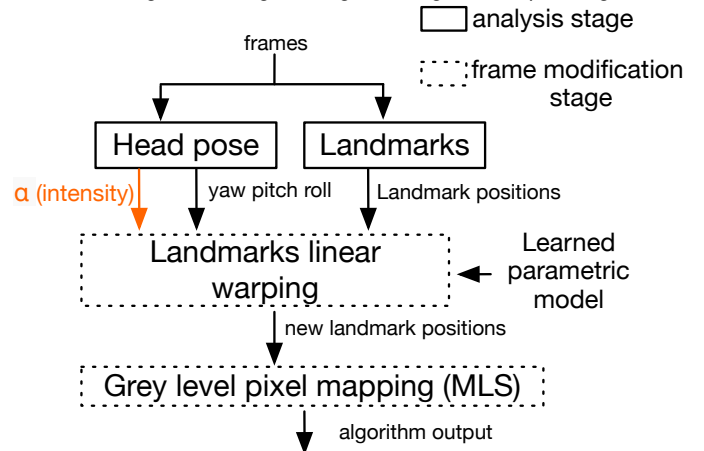 analysis stage
frames
frame modification
stage
Head pose
Landmarks
α (intensity)
yaw pitch roll
Landmark positions
Landmarks linear
warping
Learned
parametric
model
new landmark positions
Grey level pixel mapping (MLS)
algorithm output